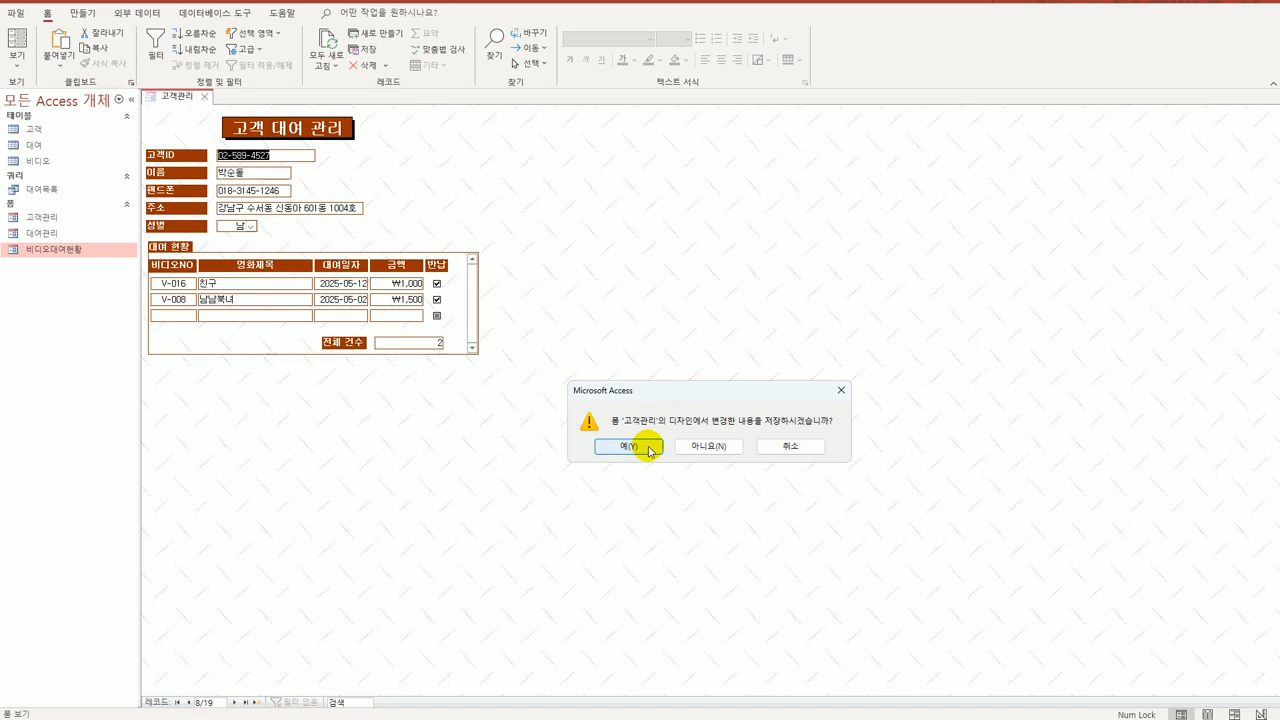 파일 홈 만들기 외부 데이터 데이터베이스 도구 도움말 어떤 작업을 원하시나요?
보기
붙여넣기
잘라내기
복사
서식 복사
필터
오름차순
내림차순
정렬 제거
선택 영역
고급
필터 적용/해제
모두 새로 고침
새로 만들기
저장
삭제
요약
맞춤법 검사
기타
찾기
바꾸기
이동
선택
보기 클립보드 정렬 및 필터 레코드 찾기 텍스트 서식
모든 Access 개체
테이블
고객
대여
비디오
쿼리
대여목록
폼
고객관리
대여관리
비디오대여현황
고객관리
고객 대여 관리
고객ID 02-589-4527
이름 박순을
핸드폰 018-3145-1246
주소 강남구 수서동 신동아 601동 1004호
성별 남
대여 현황
비디오NO 영화제목 대여일자 금액 반납
V-016 친구 2025-05-12 ₩1,000
V-008 남남북녀 2025-05-02 ₩1,500
전체 건수 2
Microsoft Access
폼 '고객관리'의 디자인에서 변경한 내용을 저장하시겠습니까?
예(Y) 아니요(N) 취소
레코드: 8/19 필터 없음 검색
폼 보기 Num Lock